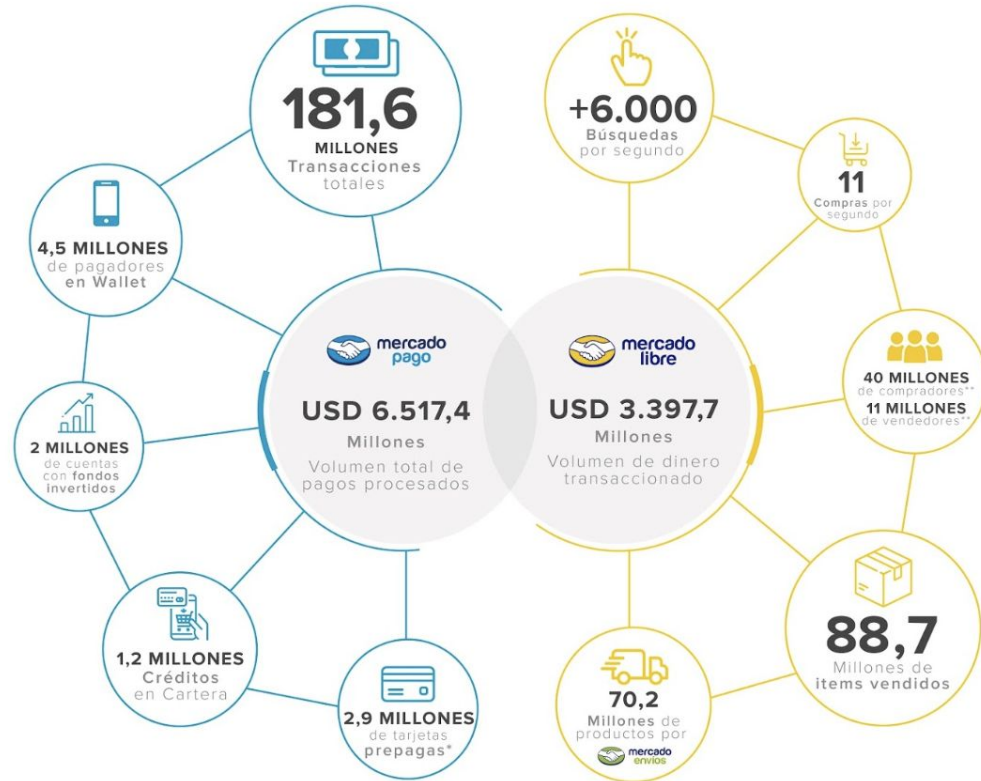 181,6
MILLONES
Transacciones
totales
4,5 MILLONES
de pagadores
en Wallet
2 MILLONES
de cuentas
con fondos
invertidos
1,2 MILLONES
Créditos
en Cartera
2,9 MILLONES
de tarjetas
prepagas*
mercado
pago
USD 6.517,4
Millones
Volumen total de
pagos procesados
mercado
libre
USD 3.397,7
Millones
Volumen de dinero
transaccionado
+6.000
Búsquedas
por segundo
11
Compras por
segundo
40 MILLONES
de compradores**
11 MILLONES
de vendedores**
88,7
Millones de
items vendidos
70,2
Millones de
productos por
mercado
envios